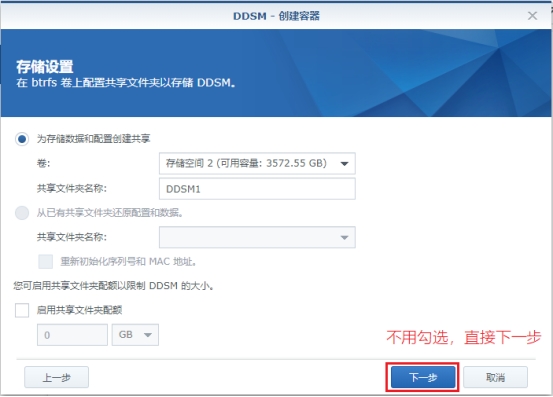 DDSM - 创建容器
存储设置
在 btrfs 卷上配置共享文件夹以存储 DDSM。
为存储数据和配置创建共享
卷: 存储空间 2 (可用容量: 3572.55 GB)
共享文件夹名称: DDSM1
从已有共享文件夹还原配置和数据。
共享文件夹名称:
重新初始化序列号和 MAC 地址。
您可启用共享文件夹配额以限制 DDSM 的大小。
启用共享文件夹配额
0 GB
不用勾选，直接下一步
上一步 下一步 取消